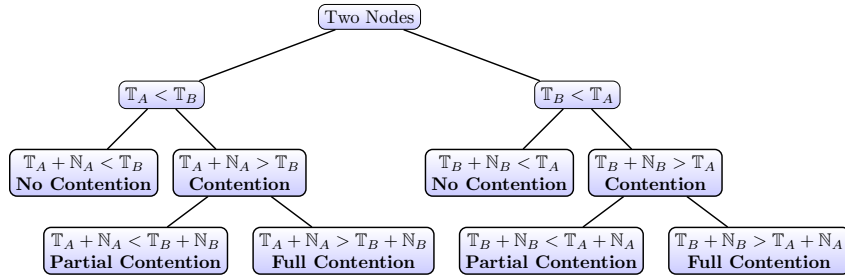 Two Nodes
𝕋_A < 𝕋_B
𝕋_B < 𝕋_A
𝕋_A + ℕ_A < 𝕋_B
No Contention
𝕋_A + ℕ_A > 𝕋_B
Contention
𝕋_B + ℕ_B < 𝕋_A
No Contention
𝕋_B + ℕ_B > 𝕋_A
Contention
𝕋_A + ℕ_A < 𝕋_B + ℕ_B
Partial Contention
𝕋_A + ℕ_A > 𝕋_B + ℕ_B
Full Contention
𝕋_B + ℕ_B < 𝕋_A + ℕ_A
Partial Contention
𝕋_B + ℕ_B > 𝕋_A + ℕ_A
Full Contention